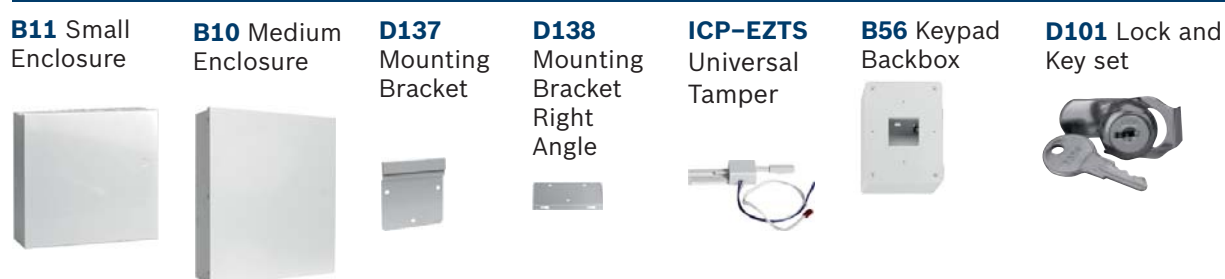 B11 Small
Enclosure
B10 Medium
Enclosure
D137
Mounting
Bracket
D138
Mounting
Bracket
Right
Angle
ICP–EZTS
Universal
Tamper
B56 Keypad
Backbox
D101 Lock and
Key set